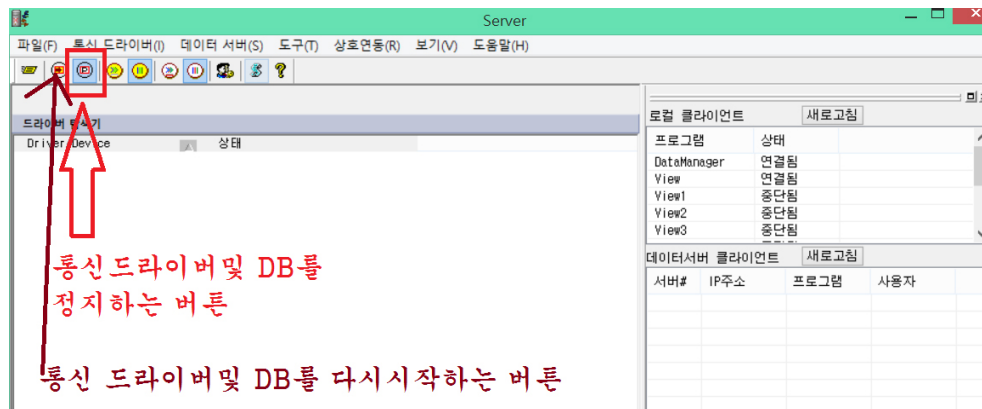 Server
파일(F) 통신 드라이버(I) 데이터 서버(S) 도구(T) 상호연동(R) 보기(V) 도움말(H)
드라이버 탐색기
Driver/Device 상태
로컬 클라이언트 새로고침
프로그램 상태
DataManager 연결됨
View 연결됨
View1 중단됨
View2 중단됨
View3 중단됨
데이터서버 클라이언트 새로고침
서버# IP주소 프로그램 사용자
통신드라이버및 DB를
정지하는 버튼
통신 드라이버및 DB를 다시시작하는 버튼